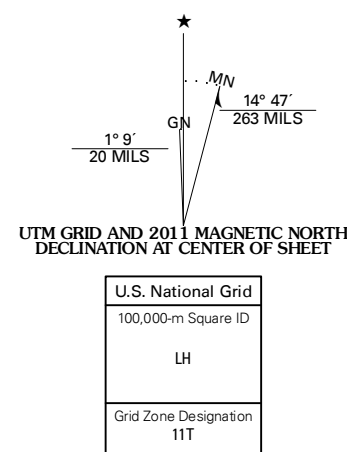 ★
MN
GN
14° 47´
263 MILS
1° 9´
20 MILS
UTM GRID AND 2011 MAGNETIC NORTH
DECLINATION AT CENTER OF SHEET
U.S. National Grid
100,000-m Square ID
LH
Grid Zone Designation
11T